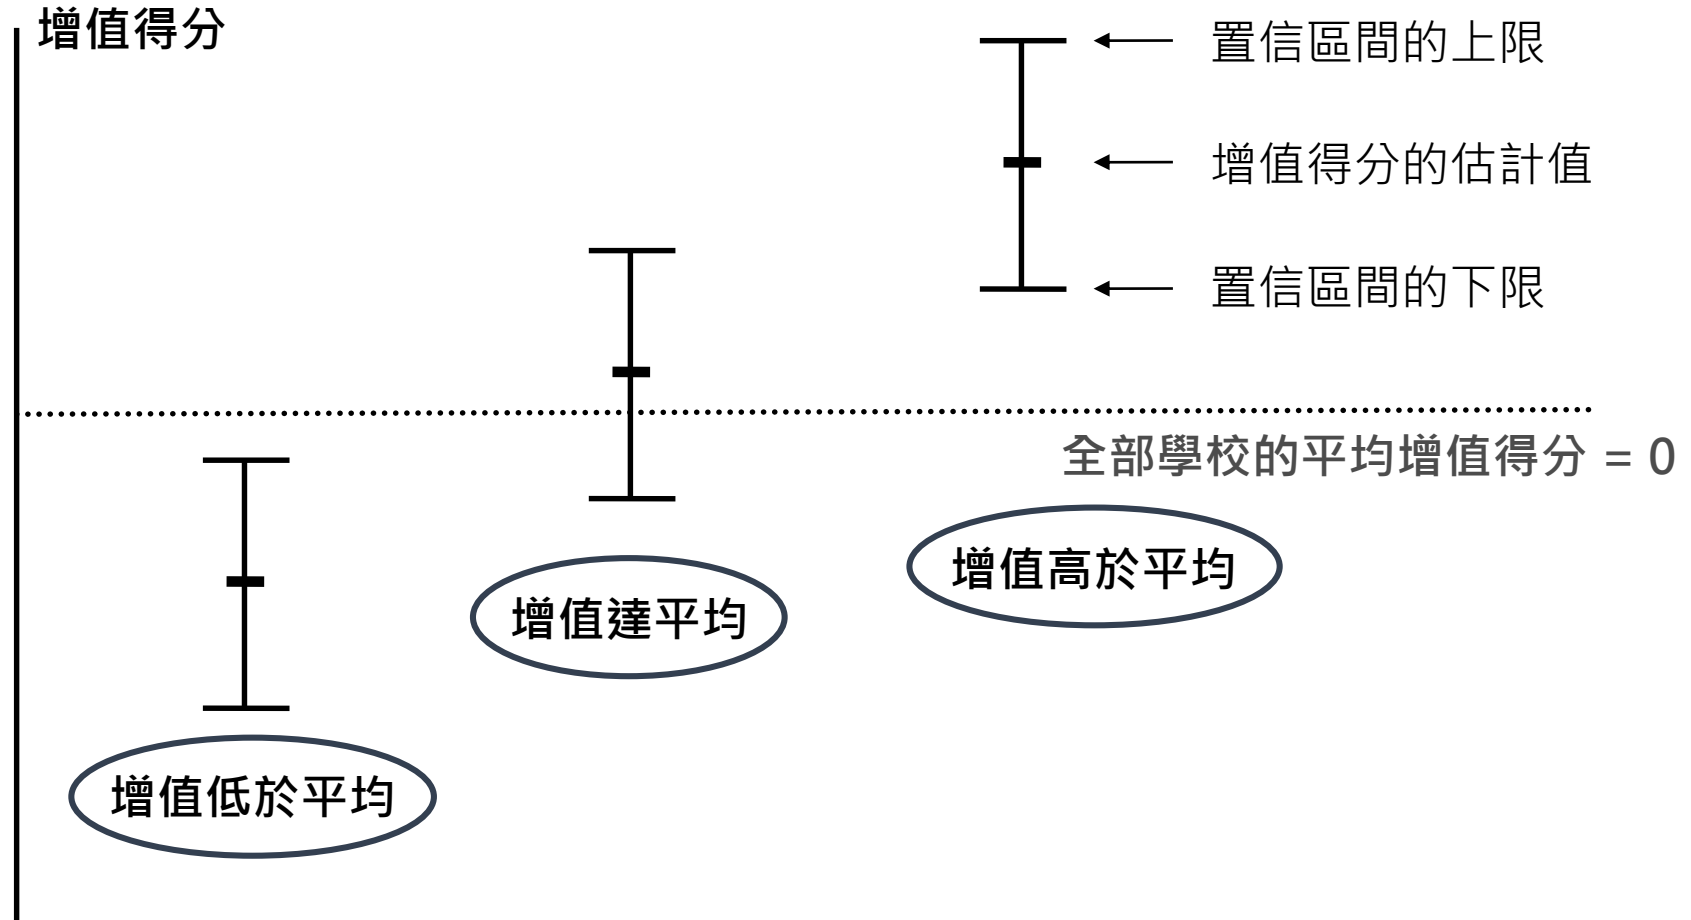 增值得分
置信區間的上限
增值得分的估計值
置信區間的下限
全部學校的平均增值得分 = 0
增值高於平均
增值達平均
增值低於平均